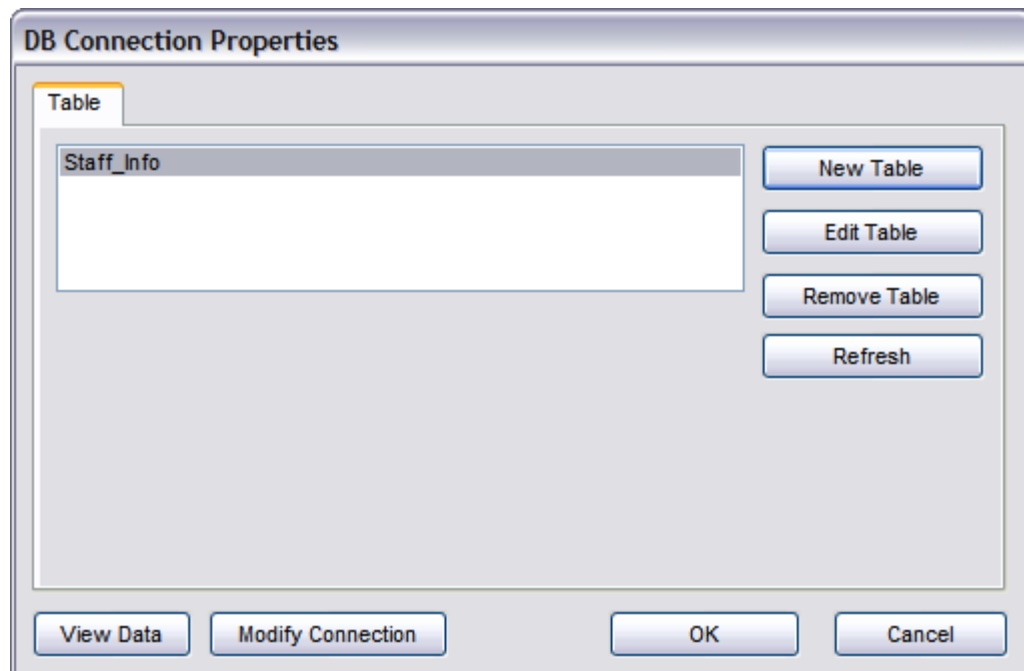 DB Connection Properties
Table
Staff_Info
New Table
Edit Table
Remove Table
Refresh
View Data
Modify Connection
OK
Cancel